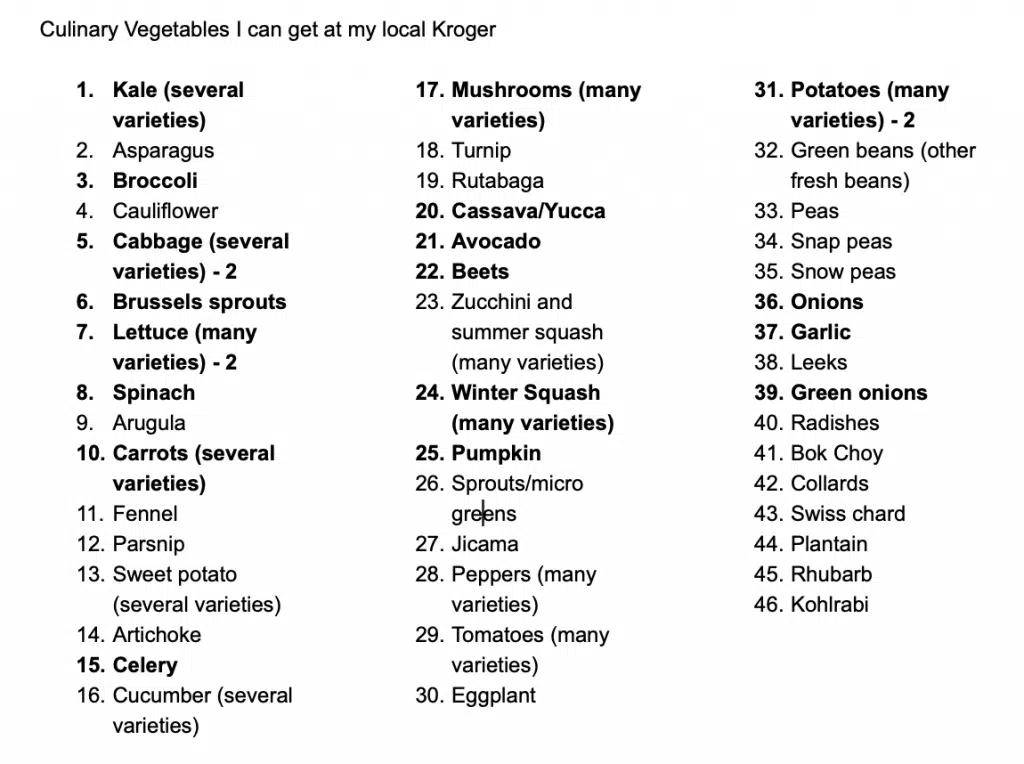 Culinary Vegetables I can get at my local Kroger
1. Kale (several
varieties)
2. Asparagus
3. Broccoli
4. Cauliflower
5. Cabbage (several
varieties) - 2
6. Brussels sprouts
7. Lettuce (many
varieties) - 2
8. Spinach
9. Arugula
10. Carrots (several
varieties)
11. Fennel
12. Parsnip
13. Sweet potato
(several varieties)
14. Artichoke
15. Celery
16. Cucumber (several
varieties)
17. Mushrooms (many
varieties)
18. Turnip
19. Rutabaga
20. Cassava/Yucca
21. Avocado
22. Beets
23. Zucchini and
summer squash
(many varieties)
24. Winter Squash
(many varieties)
25. Pumpkin
26. Sprouts/micro
greens
27. Jicama
28. Peppers (many
varieties)
29. Tomatoes (many
varieties)
30. Eggplant
31. Potatoes (many
varieties) - 2
32. Green beans (other
fresh beans)
33. Peas
34. Snap peas
35. Snow peas
36. Onions
37. Garlic
38. Leeks
39. Green onions
40. Radishes
41. Bok Choy
42. Collards
43. Swiss chard
44. Plantain
45. Rhubarb
46. Kohlrabi